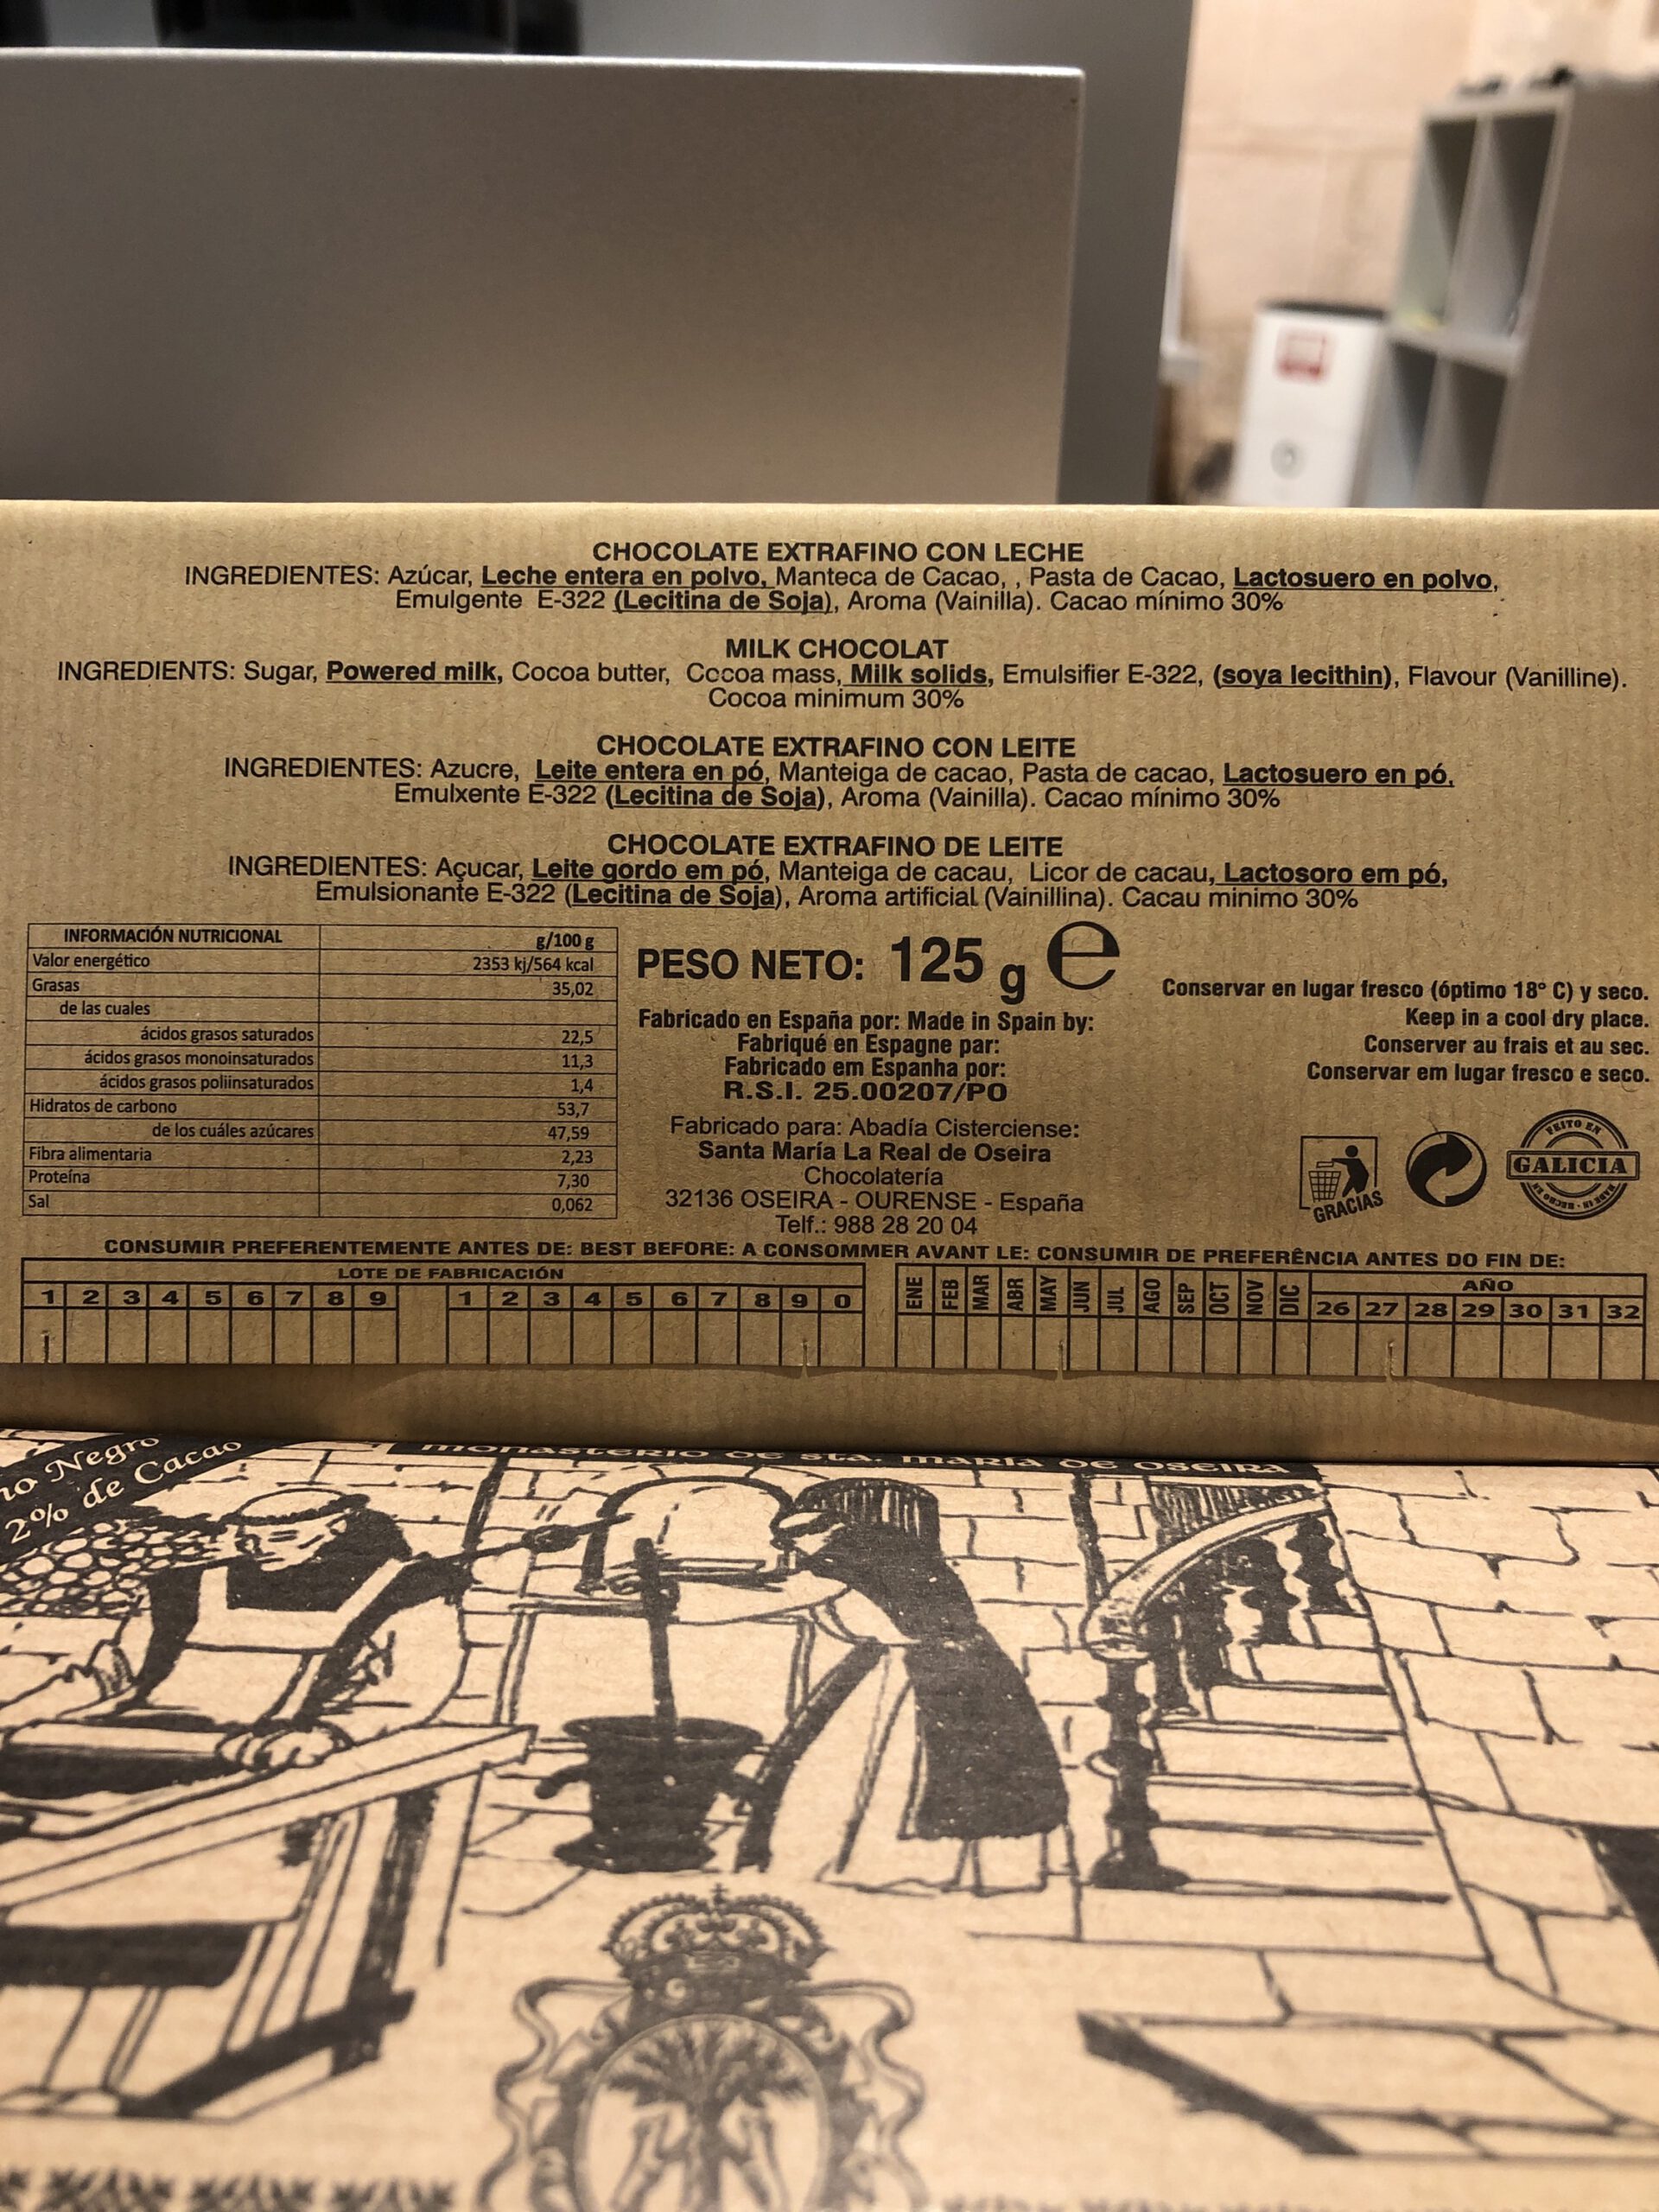 CHOCOLATE EXTRAFINO CON LECHE
INGREDIENTES: Azúcar, Leche entera en polvo, Manteca de Cacao, , Pasta de Cacao, Lactosuero en polvo,
Emulgente E-322 (Lecitina de Soja), Aroma (Vainilla). Cacao mínimo 30%
MILK CHOCOLAT
INGREDIENTS: Sugar, Powered milk, Cocoa butter, Cocoa mass, Milk solids, Emulsifier E-322, (soya lecithin), Flavour (Vanilline).
Cocoa minimum 30%
CHOCOLATE EXTRAFINO CON LEITE
INGREDIENTES: Azucre, Leite entera en pó, Manteiga de cacao, Pasta de cacao, Lactosuero en pó,
Emulxente E-322 (Lecitina de Soja), Aroma (Vainilla). Cacao mínimo 30%
CHOCOLATE EXTRAFINO DE LEITE
INGREDIENTES: Açucar, Leite gordo em pó, Manteiga de cacau, Licor de cacau, Lactosoro em pó,
Emulsionante E-322 (Lecitina de Soja), Aroma artificial (Vainillina). Cacau minimo 30%
INFORMACIÓN NUTRICIONAL g/100 g
Valor energético 2353 kj/564 kcal
Grasas 35,02
de las cuales
ácidos grasos saturados 22,5
ácidos grasos monoinsaturados 11,3
ácidos grasos poliinsaturados 1,4
Hidratos de carbono 53,7
de los cuáles azúcares 47,59
Fibra alimentaria 2,23
Proteína 7,30
Sal 0,062
PESO NETO: 125 g e
Fabricado en España por: Made in Spain by:
Fabriqué en Espagne par:
Fabricado em Espanha por:
R.S.I. 25.00207/PO
Fabricado para: Abadía Cisterciense:
Santa María La Real de Oseira
Chocolatería
32136 OSEIRA - OURENSE - España
Telf.: 988 28 20 04
Conservar en lugar fresco (óptimo 18° C) y seco.
Keep in a cool dry place.
Conserver au frais et au sec.
Conservar em lugar fresco e seco.
GRACIAS
FEITO EN
GALICIA
HECHO EN · MADE IN
CONSUMIR PREFERENTEMENTE ANTES DE: BEST BEFORE: A CONSOMMER AVANT LE: CONSUMIR DE PREFERÊNCIA ANTES DO FIN DE:
LOTE DE FABRICACIÓN
1 2 3 4 5 6 7 8 9 1 2 3 4 5 6 7 8 9 0
ENE FEB MAR ABR MAY JUN JUL AGO SEP OCT NOV DIC
AÑO
26 27 28 29 30 31 32
Negro
2% de Cacao
MONASTERIO DE STA. MARIA DE OSEIRA